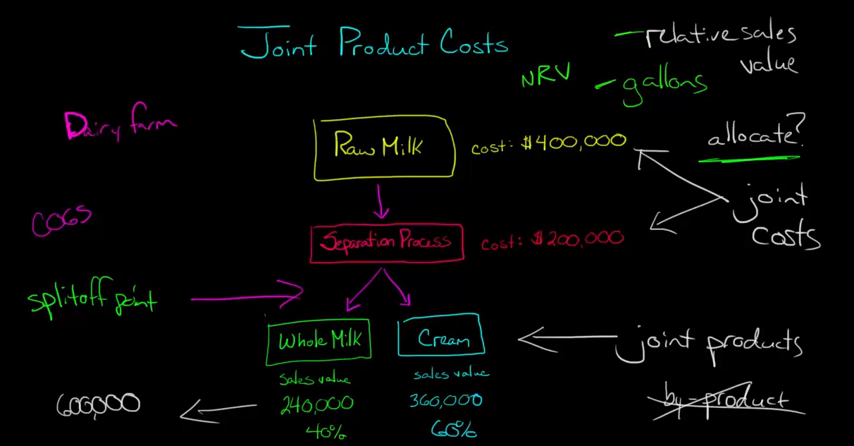 Joint Product Costs
- relative sales
value
NRV
- gallons
Dairy farm
Raw Milk
cost: $400,000
allocate?
joint
costs
COGS
Separation Process
cost: $200,000
splitoff point
Whole Milk
Cream
joint products
by-product
sales value
240,000
40%
sales value
360,000
60%
600,000